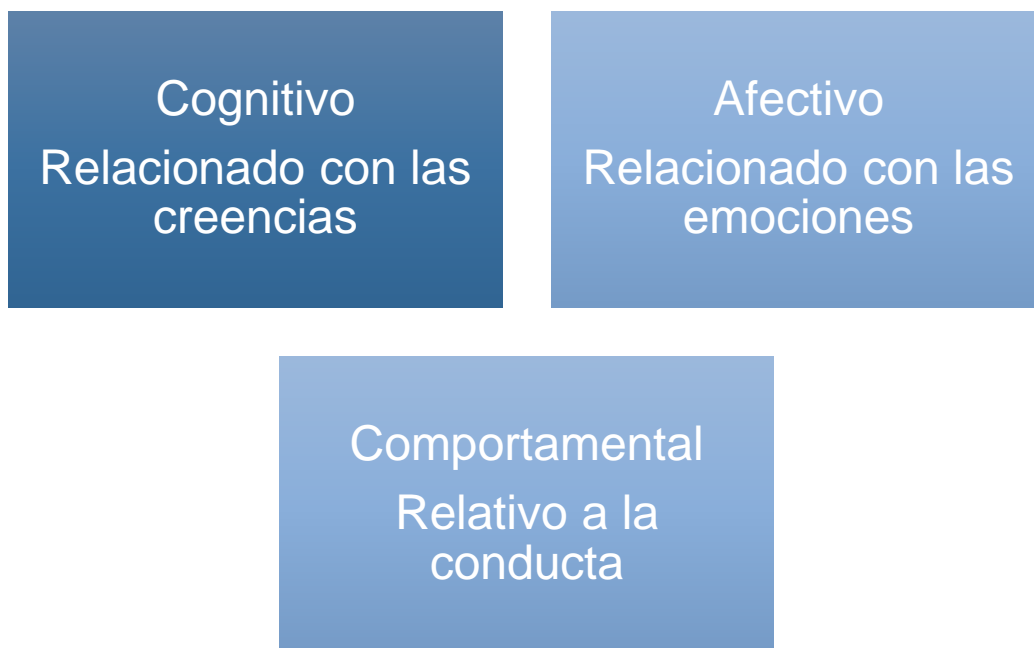 Cognitivo
Relacionado con las
creencias
Afectivo
Relacionado con las
emociones
Comportamental
Relativo a la
conducta